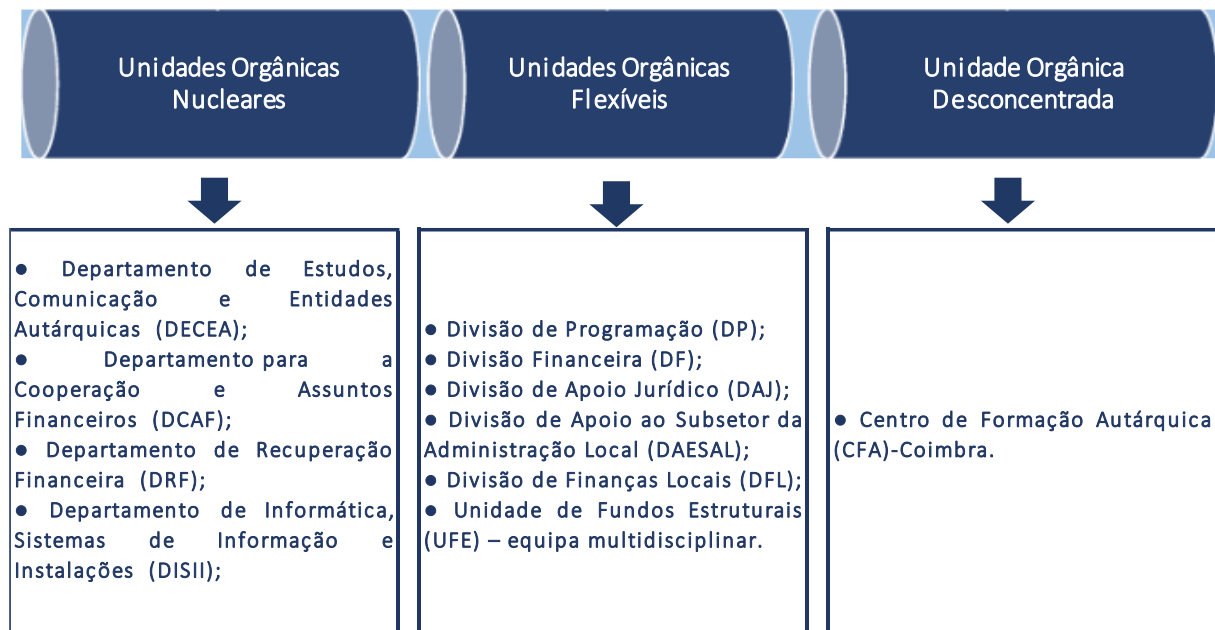 Unidades Orgânicas
Nucleares
Unidades Orgânicas
Flexíveis
Unidade Orgânica
Desconcentrada
● Departamento de Estudos,
Comunicação e Entidades
Autárquicas (DECEA);
● Departamento para a
Cooperação e Assuntos
Financeiros (DCAF);
● Departamento de Recuperação
Financeira (DRF);
● Departamento de Informática,
Sistemas de Informação e
Instalações (DISII);
● Divisão de Programação (DP);
● Divisão Financeira (DF);
● Divisão de Apoio Jurídico (DAJ);
● Divisão de Apoio ao Subsetor da
Administração Local (DAESAL);
● Divisão de Finanças Locais (DFL);
● Unidade de Fundos Estruturais
(UFE) – equipa multidisciplinar.
● Centro de Formação Autárquica
(CFA)-Coimbra.